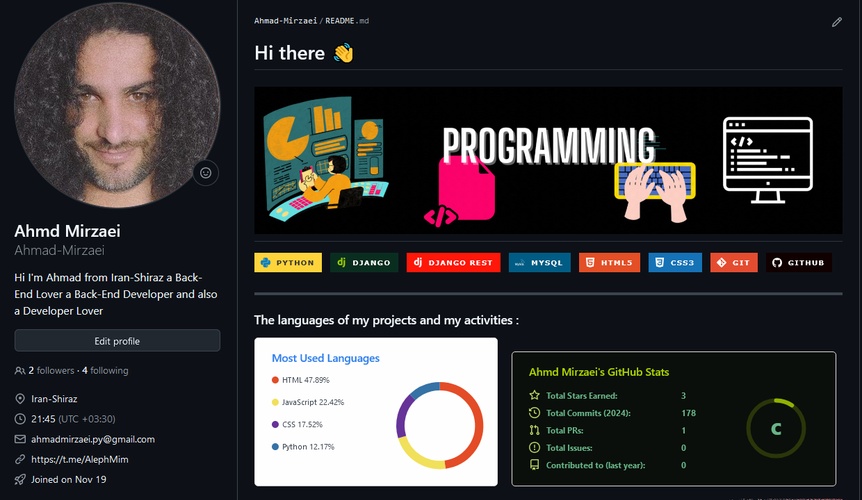 Ahmad-Mirzaei/README.md
Hi there 👋
PROGRAMMING
</>
</>
PYTHON
dj DJANGO
dj DJANGO REST
MYSQL
HTML5
CSS3
GIT
GITHUB
Ahmd Mirzaei
Ahmad-Mirzaei
Hi I'm Ahmad from Iran-Shiraz a Back-
End Lover a Back-End Developer and also
a Developer Lover
Edit profile
2 followers · 4 following
Iran-Shiraz
21:45 (UTC +03:30)
ahmadmirzaei.py@gmail.com
https://t.me/AlephMim
Joined on Nov 19
The languages of my projects and my activities :
Most Used Languages
HTML 47.89%
JavaScript 22.42%
CSS 17.52%
Python 12.17%
Ahmd Mirzaei's GitHub Stats
Total Stars Earned: 3
Total Commits (2024): 178
Total PRs: 1
Total Issues: 0
Contributed to (last year): 0
C